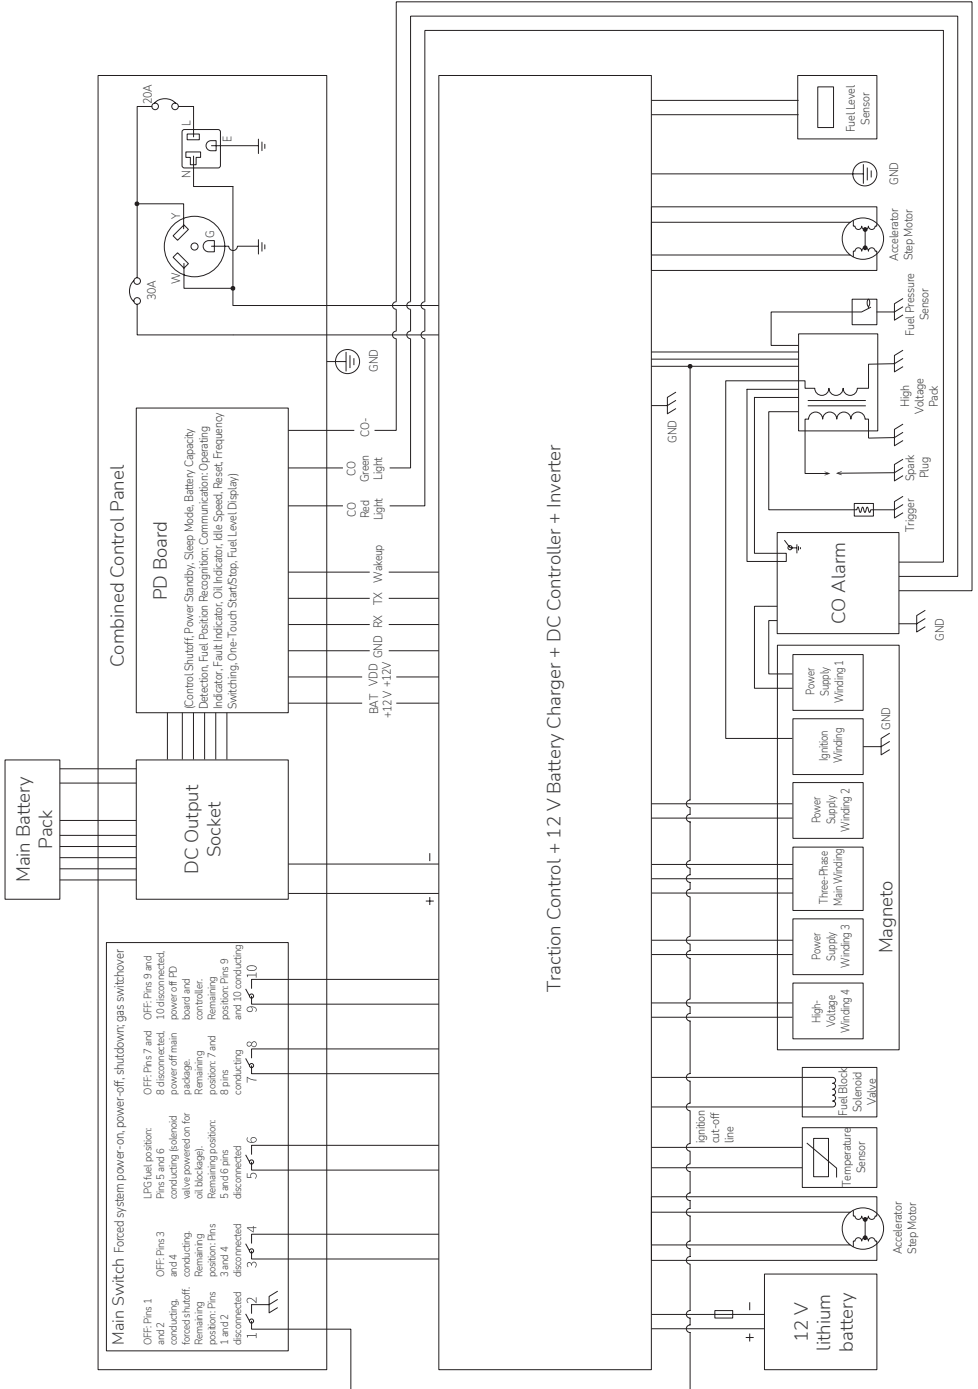 Combined Control Panel
Main Switch Forced system power-on, power-off, shutdown; gas switchover
OFF: Pins 1
and 2
conducting,
forced shutoff.
Remaining
position: Pins
1 and 2
disconnected
1 2
OFF: Pins 3
and 4
conducting.
Remaining
position: Pins
3 and 4
disconnected
3 4
LPG fuel position:
Pins 5 and 6
conducting (solenoid
valve powered on for
oil blockage).
Remaining position:
5 and 6 pins
disconnected
5 6
OFF: Pins 7 and
8 disconnected,
power off main
package.
Remaining
position: 7 and
8 pins
conducting
7 8
OFF: Pins 9 and
10 disconnected,
power off PD
board and
controller.
Remaining
position: Pins 9
and 10 conducting
9 10
Main Battery
Pack
DC Output
Socket
+ -
PD Board
(Control Shutoff, Power Standby, Sleep Mode, Battery Capacity
Detection, Fuel Position Recognition; Communication: Operating
Indicator, Fault Indicator, Oil Indicator, Idle Speed, Reset, Frequency
Switching, One-Touch Start/Stop, Fuel Level Display)
BAT
+12 V
VDD
+12V
GND
RX
TX
Wakeup
CO
Red
Light
CO
Green
Light
CO-
GND
30A
20A
W
Y
G
N
L
E
Traction Control + 12 V Battery Charger + DC Controller + Inverter
12 V
lithium
battery
+ -
Accelerator
Step Motor
Temperature
Sensor
ignition
cut-off
line
Fuel Block
Solenoid
Valve
Magneto
High-
Voltage
Winding 4
Power
Supply
Winding 3
Three-Phase
Main Winding
Power
Supply
Winding 2
Ignition
Winding
GND
Power
Supply
Winding 1
CO Alarm
GND
Trigger
Spark
Plug
High
Voltage
Pack
GND
Fuel Pressure
Sensor
Accelerator
Step Motor
GND
Fuel Level
Sensor